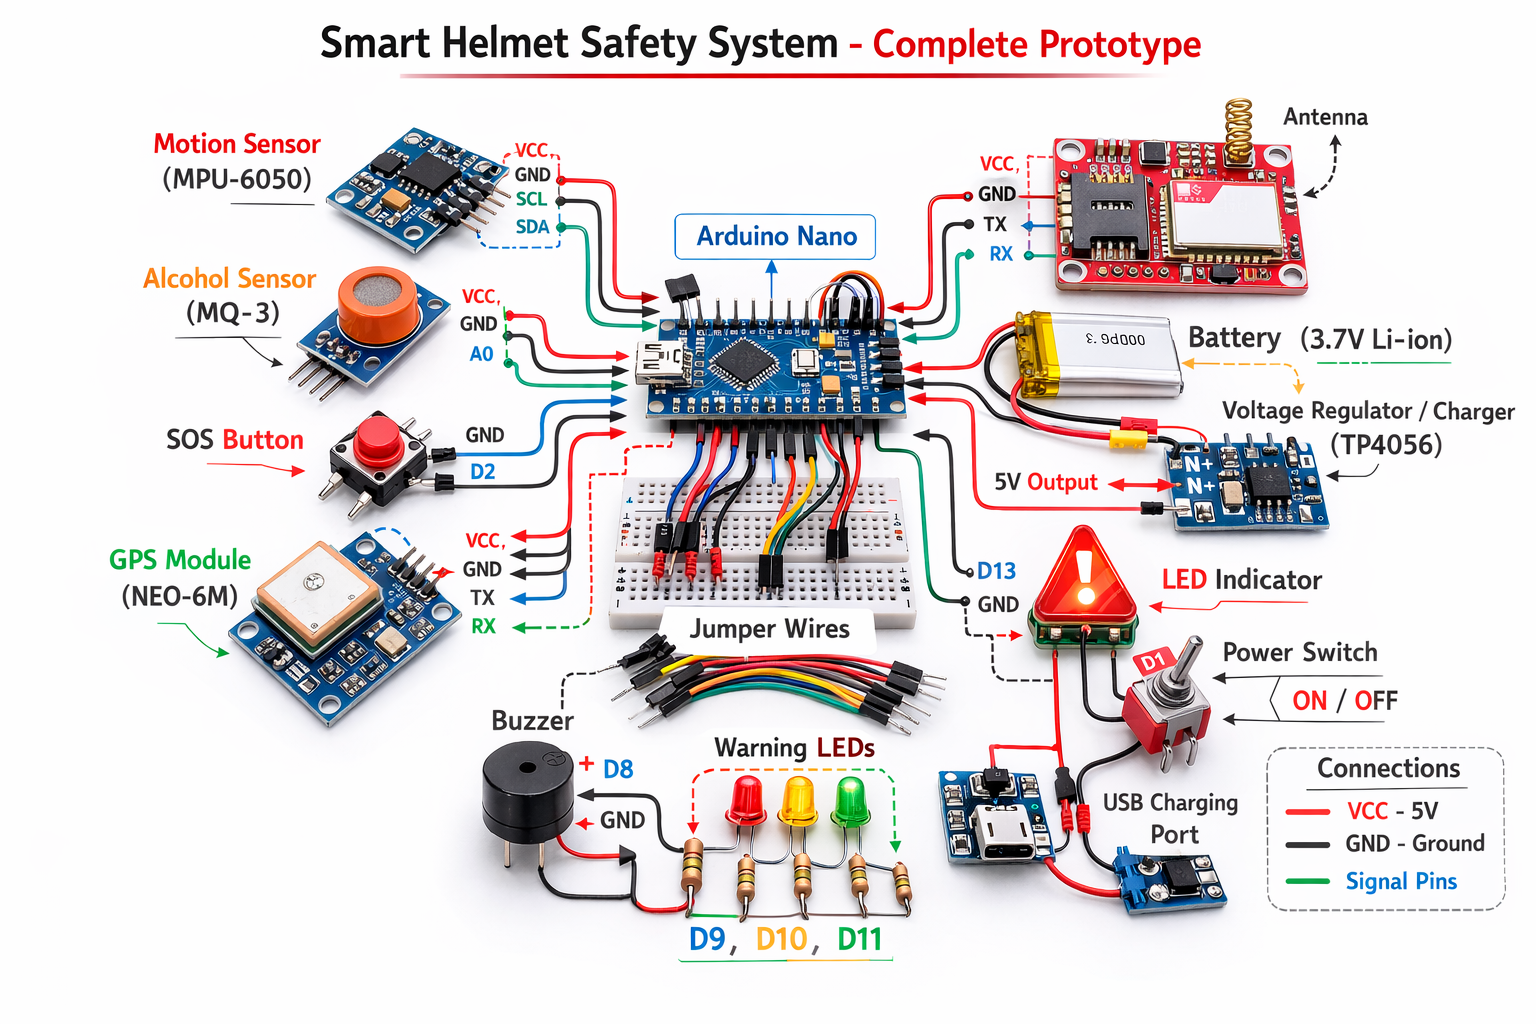 Smart Helmet Safety System - Complete Prototype
Motion Sensor
(MPU-6050)
VCC,
GND
SCL
SDA
Arduino Nano
VCC,
GND
TX
RX
Antenna
Alcohol Sensor
(MQ-3)
VCC,
GND
A0
Battery (3.7V Li-ion)
SOS Button
GND
D2
Voltage Regulator / Charger
(TP4056)
N+
N+
5V Output
GPS Module
(NEO-6M)
VCC,
GND
TX
RX
D13
GND
LED Indicator
Jumper Wires
D1
Power Switch
ON / OFF
Buzzer
+ D8
GND
Warning LEDs
D9, D10, D11
USB Charging
Port
Connections
VCC - 5V
GND - Ground
Signal Pins